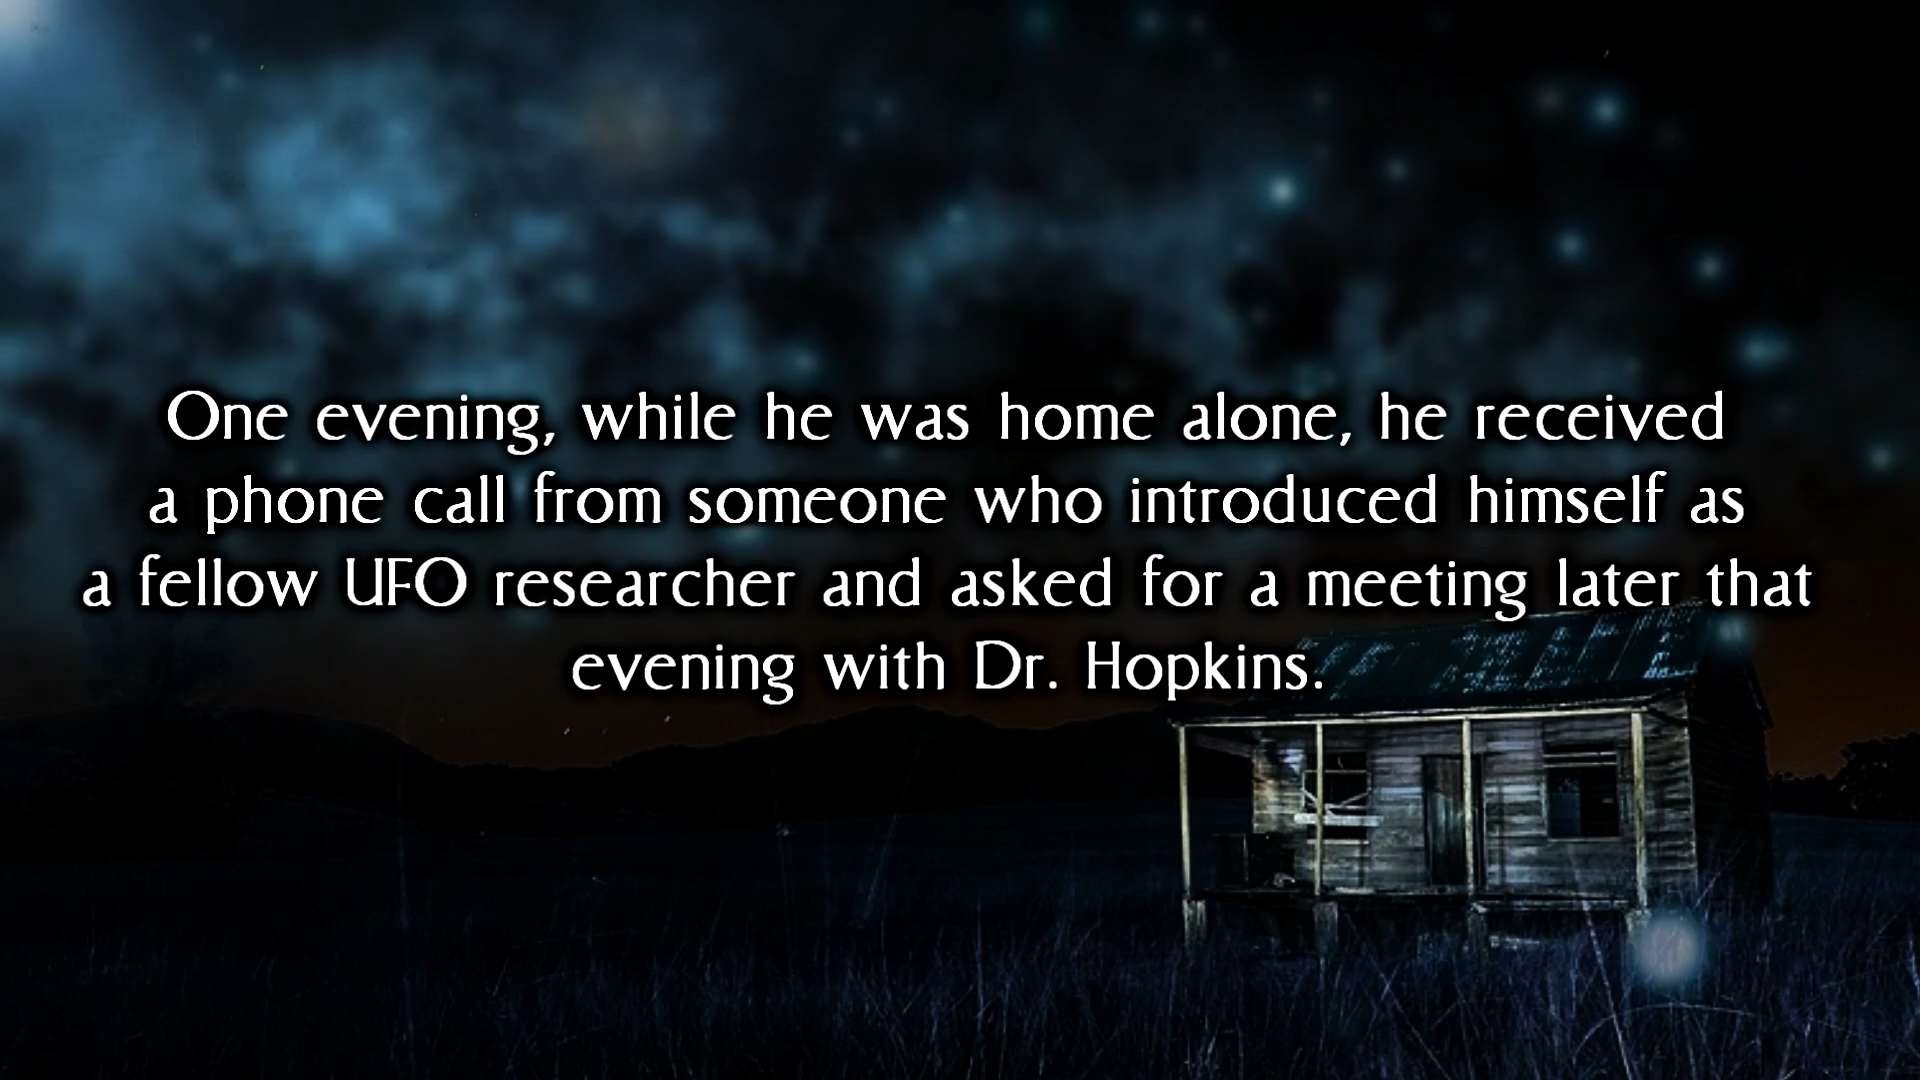 One evening, while he was home alone, he received
a phone call from someone who introduced himself as
a fellow UFO researcher and asked for a meeting later that
evening with Dr. Hopkins.